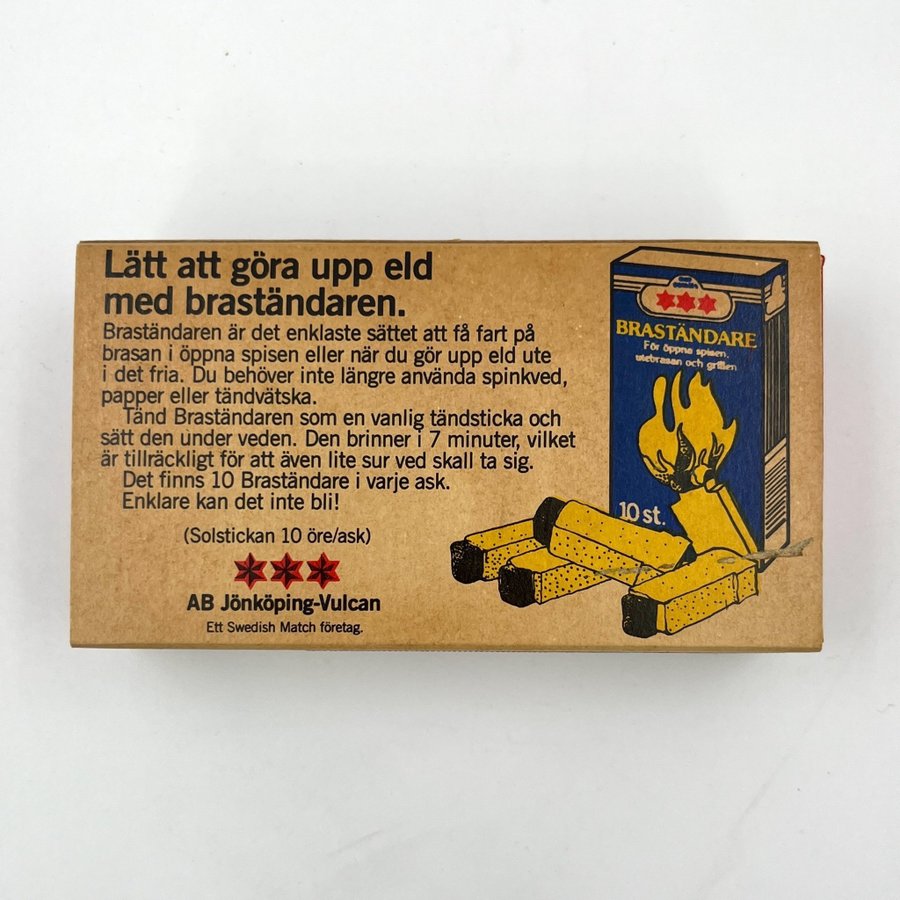 Lätt att göra upp eld
med braständaren.
Braständaren är det enklaste sättet att få fart på
brasan i öppna spisen eller när du gör upp eld ute
i det fria. Du behöver inte längre använda spinkved,
papper eller tändvätska.
Tänd Braständaren som en vanlig tändsticka och
sätt den under veden. Den brinner i 7 minuter, vilket
är tillräckligt för att även lite sur ved skall ta sig.
Det finns 10 Braständare i varje ask.
Enklare kan det inte bli!
(Solstickan 10 öre/ask)
AB Jönköping-Vulcan
Ett Swedish Match företag.
BRASTÄNDARE
För öppna spisen,
utebrasan och grillen
10 st.